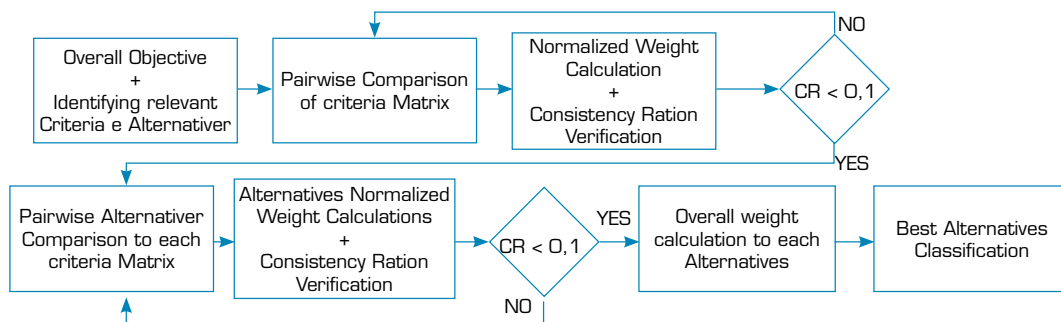 Overall Objective
+
Identifying relevant
Criteria e Alternativer
Pairwise Comparison
of criteria Matrix
Normalized Weight
Calculation
+
Consistency Ration
Verification
CR < 0,1
NO
YES
Pairwise Alternativer
Comparison to each
criteria Matrix
Alternatives Normalized
Weight Calculations
+
Consistency Ration
Verification
CR < 0,1
YES
NO
Overall weight
calculation to each
Alternatives
Best Alternatives
Classification